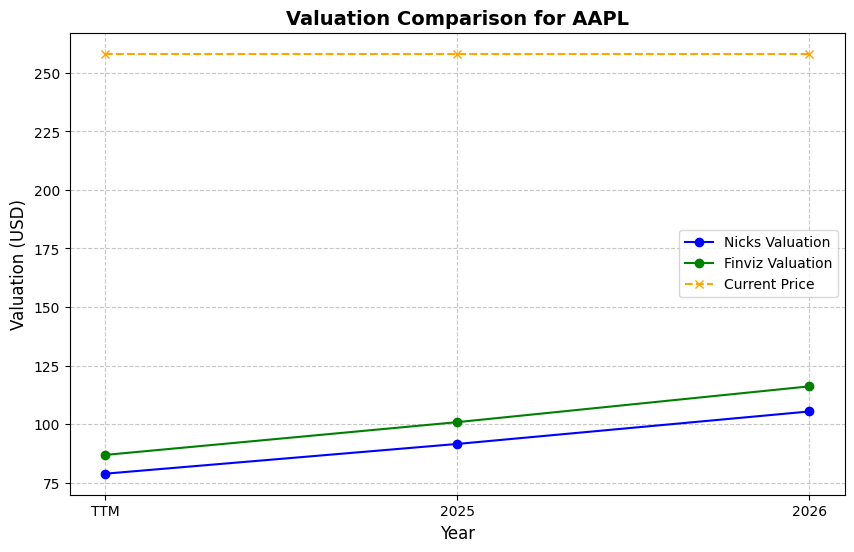 Valuation Comparison for AAPL
Valuation (USD)
250
225
200
175
150
125
100
75
Nicks Valuation
Finviz Valuation
Current Price
TTM 2025 2026
Year